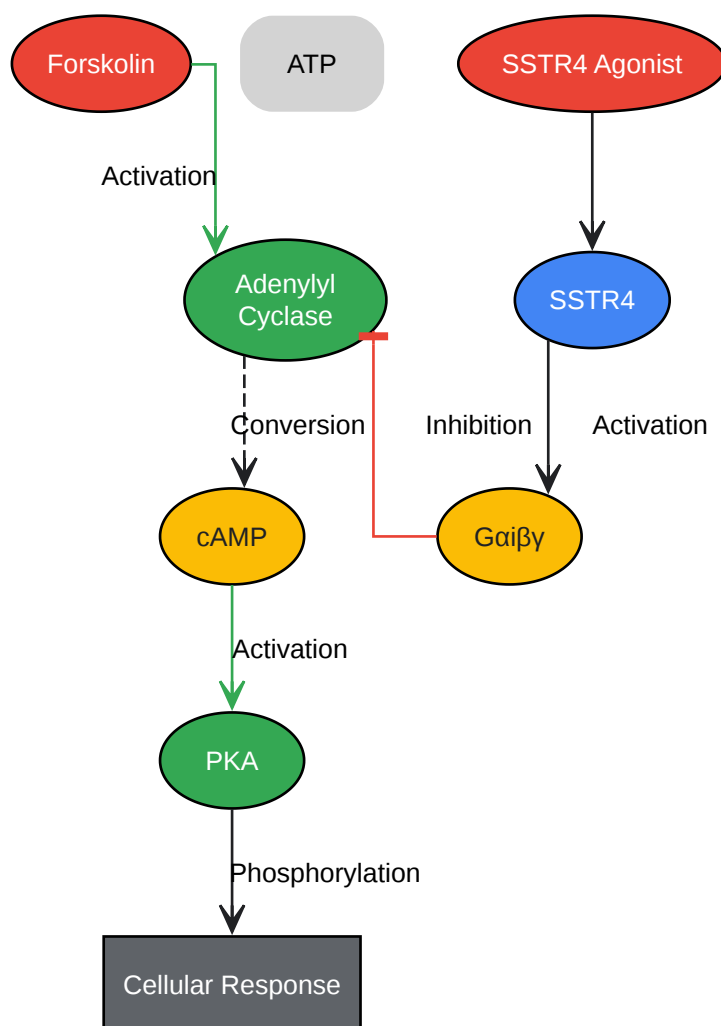 Forskolin
ATP
SSTR4 Agonist
Activation
Adenylyl
Cyclase
SSTR4
Conversion
Inhibition
Activation
cAMP
Gαiβγ
Activation
PKA
Phosphorylation
Cellular Response